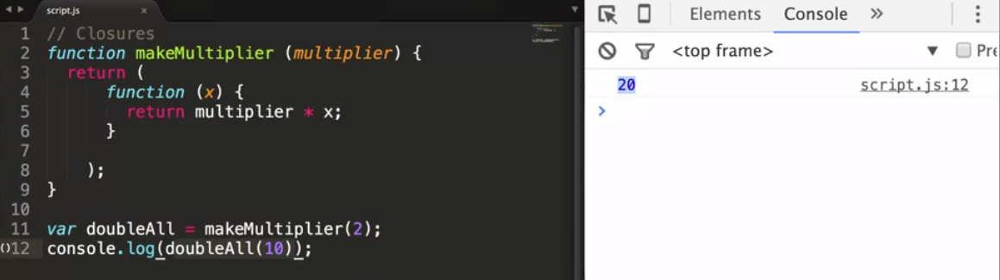 script.js ×
1 // Closures
2 function makeMultiplier (multiplier) {
3   return (
4       function (x) {
5         return multiplier * x;
6       }
7
8     );
9 }
10
11 var doubleAll = makeMultiplier(2);
12 console.log(doubleAll(10));
Elements Console »
<top frame> ▼ Pre
20 script.js:12
>